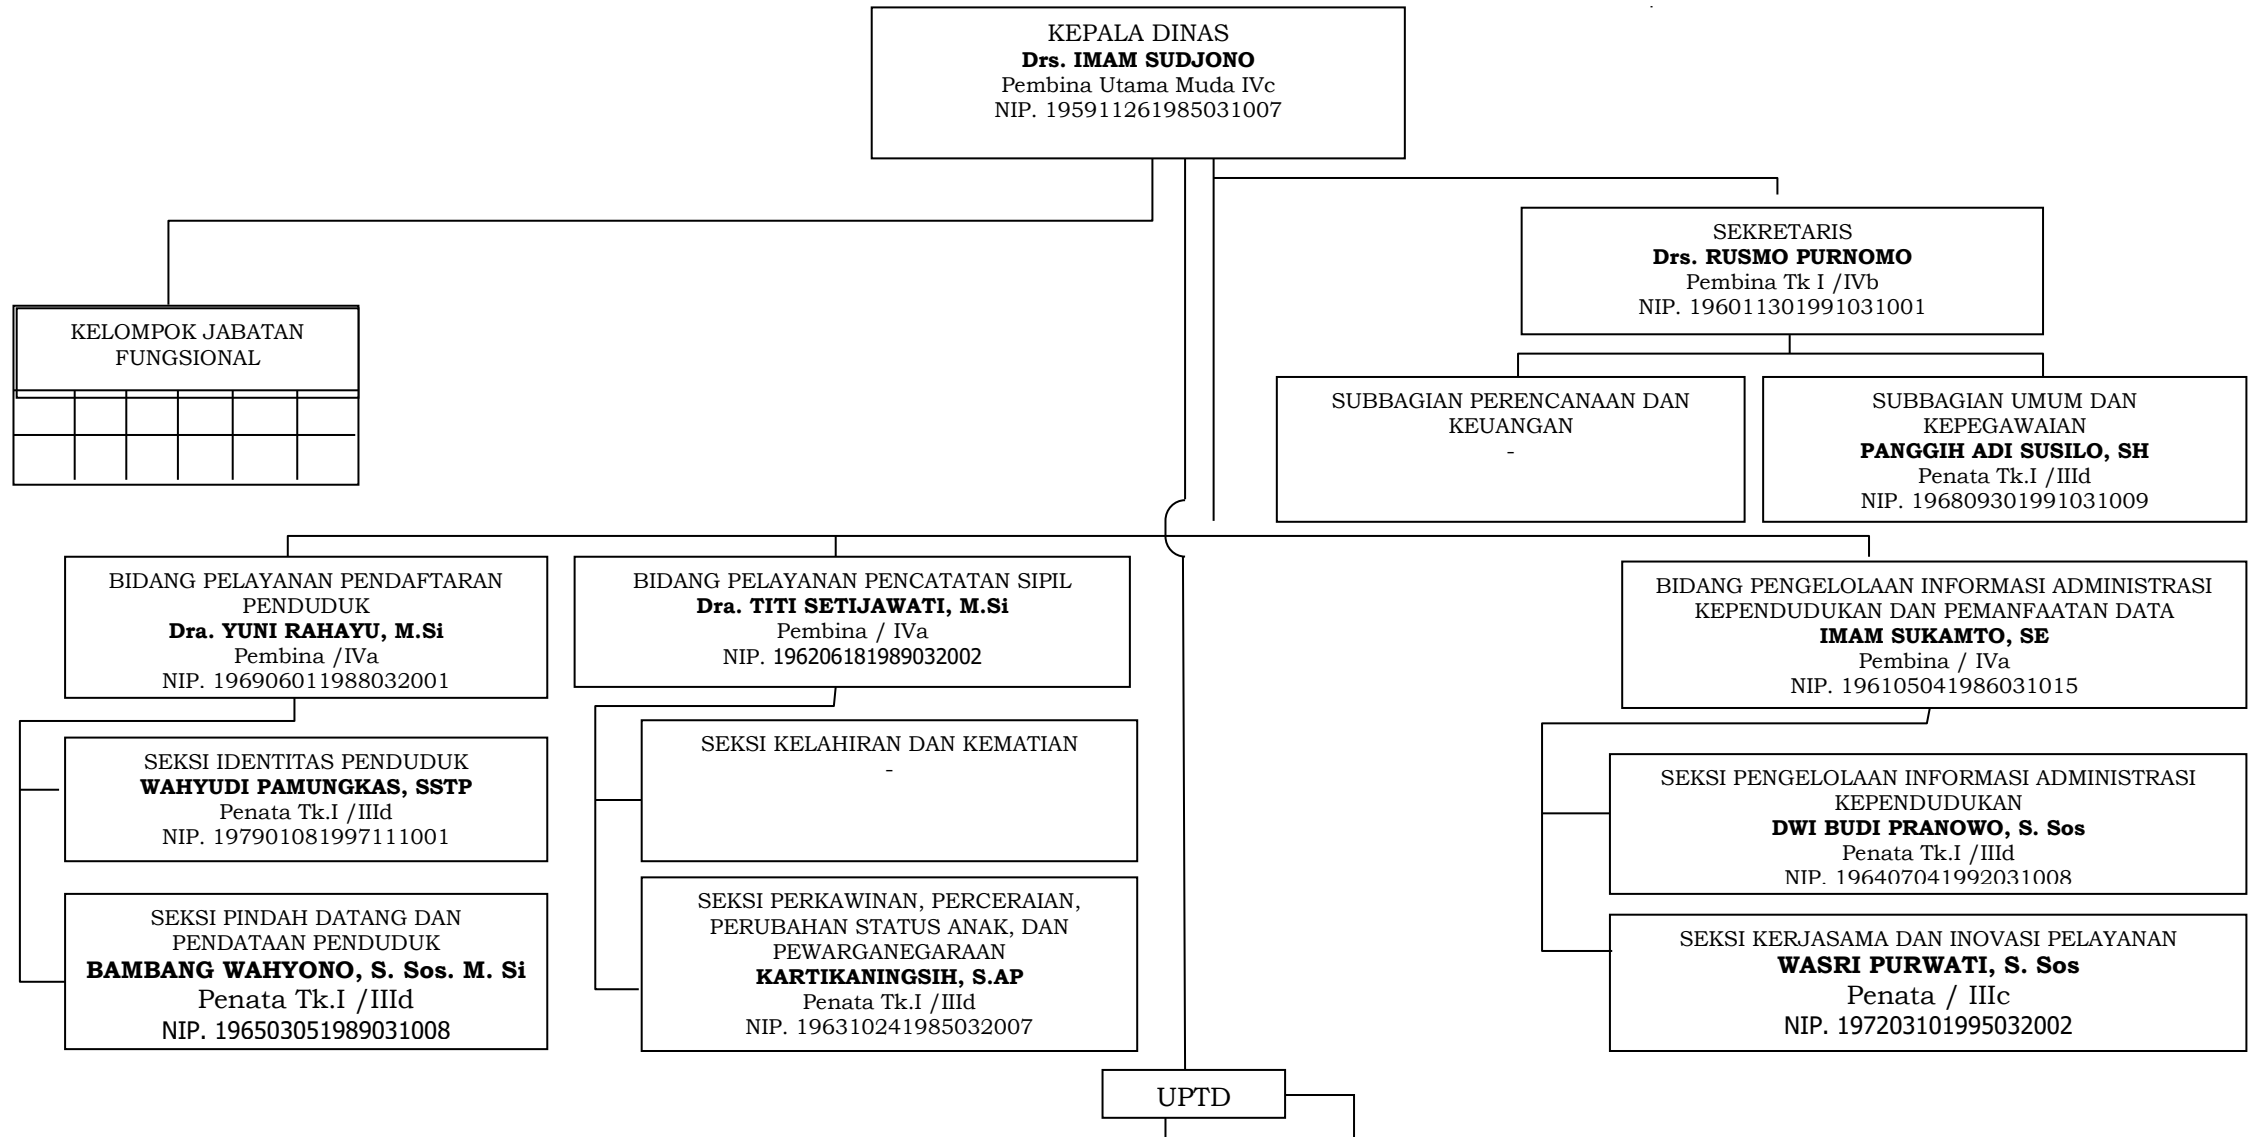 KEPALA DINAS
Drs. IMAM SUDJONO
Pembina Utama Muda IVc
NIP. 195911261985031007
SEKRETARIS
Drs. RUSMO PURNOMO
Pembina Tk I /IVb
NIP. 196011301991031001
KELOMPOK JABATAN
FUNGSIONAL
SUBBAGIAN PERENCANAAN DAN
KEUANGAN
-
SUBBAGIAN UMUM DAN
KEPEGAWAIAN
PANGGIH ADI SUSILO, SH
Penata Tk.I /IIId
NIP. 196809301991031009
BIDANG PELAYANAN PENDAFTARAN
PENDUDUK
Dra. YUNI RAHAYU, M.Si
Pembina /IVa
NIP. 196906011988032001
BIDANG PELAYANAN PENCATATAN SIPIL
Dra. TITI SETIJAWATI, M.Si
Pembina / IVa
NIP. 196206181989032002
BIDANG PENGELOLAAN INFORMASI ADMINISTRASI
KEPENDUDUKAN DAN PEMANFAATAN DATA
IMAM SUKAMTO, SE
Pembina / IVa
NIP. 196105041986031015
SEKSI IDENTITAS PENDUDUK
WAHYUDI PAMUNGKAS, SSTP
Penata Tk.I /IIId
NIP. 197901081997111001
SEKSI KELAHIRAN DAN KEMATIAN
-
SEKSI PENGELOLAAN INFORMASI ADMINISTRASI
KEPENDUDUKAN
DWI BUDI PRANOWO, S. Sos
Penata Tk.I /IIId
NIP. 196407041992031008
SEKSI PINDAH DATANG DAN
PENDATAAN PENDUDUK
BAMBANG WAHYONO, S. Sos. M. Si
Penata Tk.I /IIId
NIP. 196503051989031008
SEKSI PERKAWINAN, PERCERAIAN,
PERUBAHAN STATUS ANAK, DAN
PEWARGANEGARAAN
KARTIKANINGSIH, S.AP
Penata Tk.I /IIId
NIP. 196310241985032007
SEKSI KERJASAMA DAN INOVASI PELAYANAN
WASRI PURWATI, S. Sos
Penata / IIIc
NIP. 197203101995032002
UPTD